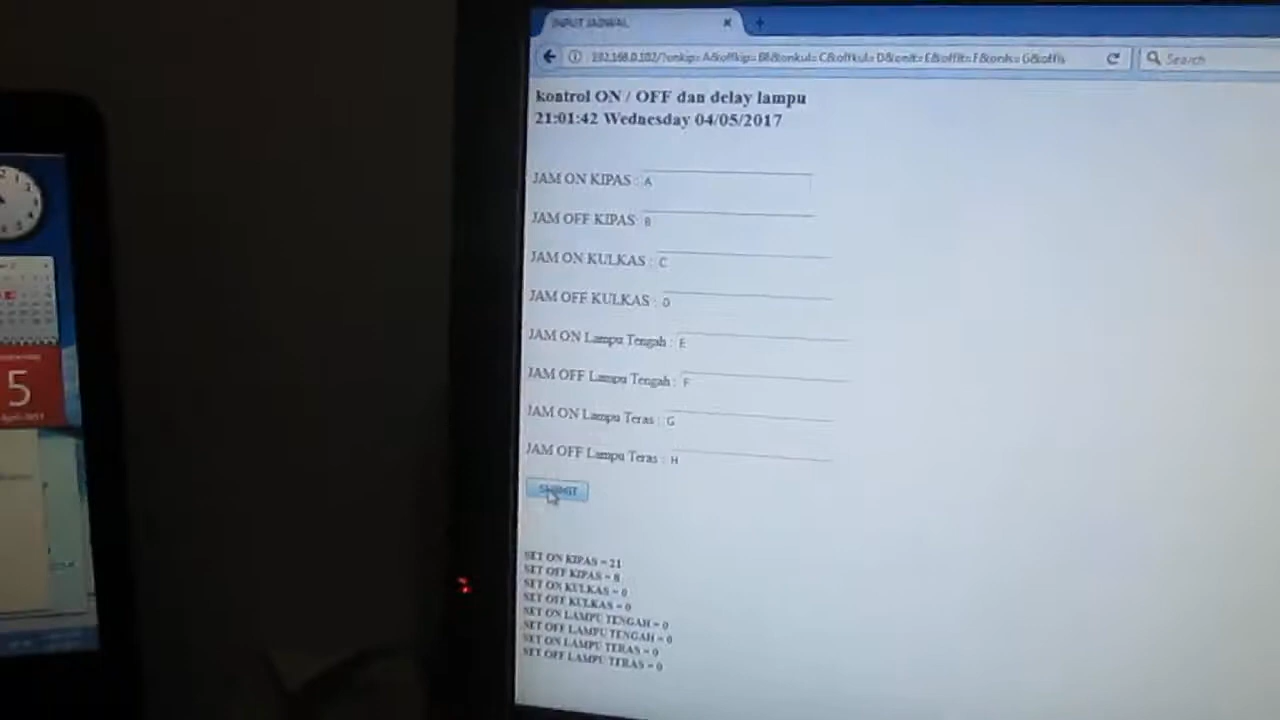 INPUT JADWAL
Search
kontrol ON / OFF dan delay lampu
21:01:42 Wednesday 04/05/2017
JAM ON KIPAS : A
JAM OFF KIPAS B
JAM ON KULKAS : C
JAM OFF KULKAS : D
JAM ON Lampu Tengah : E
JAM OFF Lampu Tengah : F
JAM ON Lampu Teras : G
JAM OFF Lampu Teras : H
SUBMIT
SET ON KIPAS = 21
SET OFF KIPAS = 8
SET ON KULKAS = 0
SET OFF KULKAS = 0
SET ON LAMPU TENGAH = 0
SET OFF LAMPU TENGAH = 0
SET ON LAMPU TERAS = 0
SET OFF LAMPU TERAS = 0
5